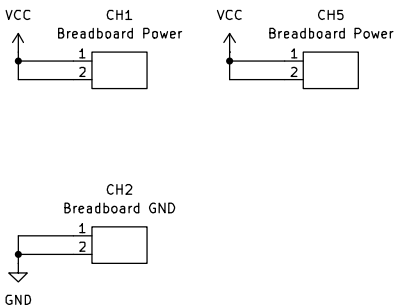 VCC
CH1
Breadboard Power
1
2
VCC
CH5
Breadboard Power
1
2
CH2
Breadboard GND
1
2
GND